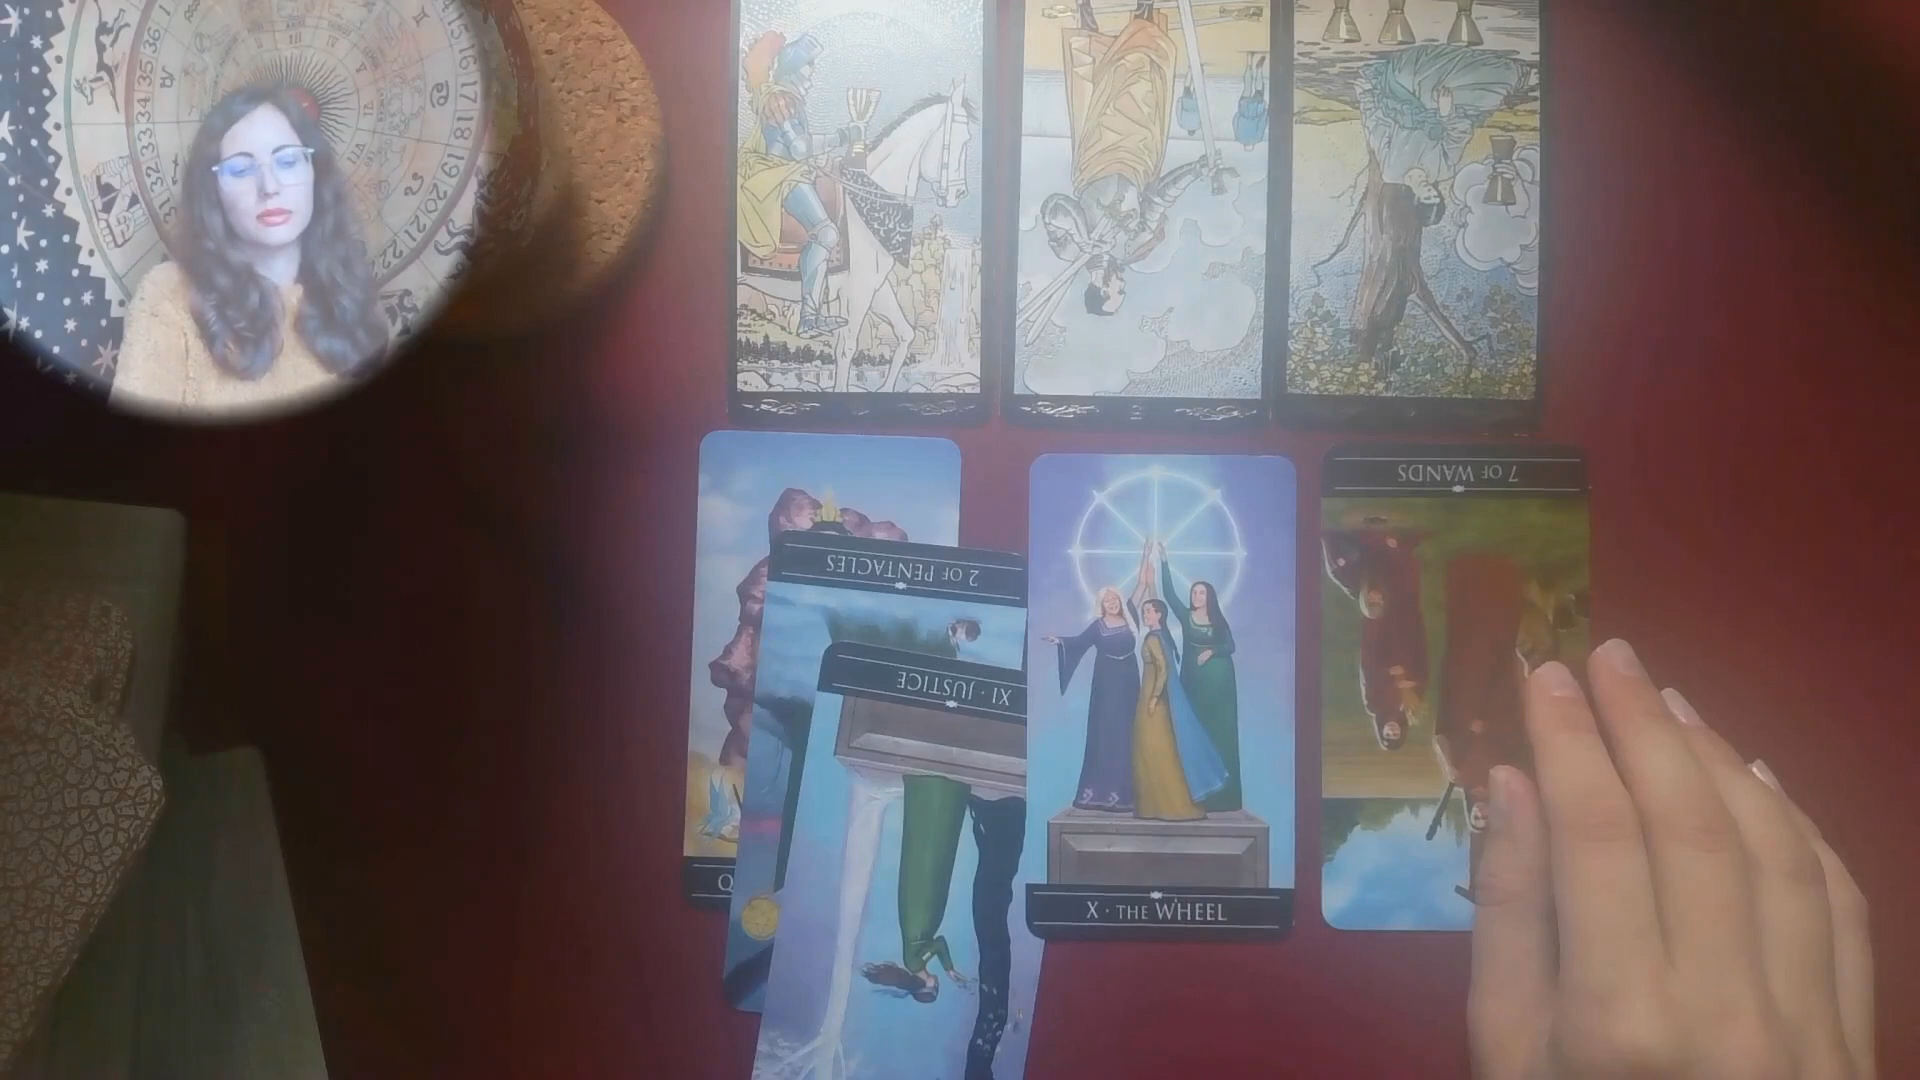 7 OF WANDS
2 OF PENTACLES
XI · JUSTICE
Q
X · THE WHEEL